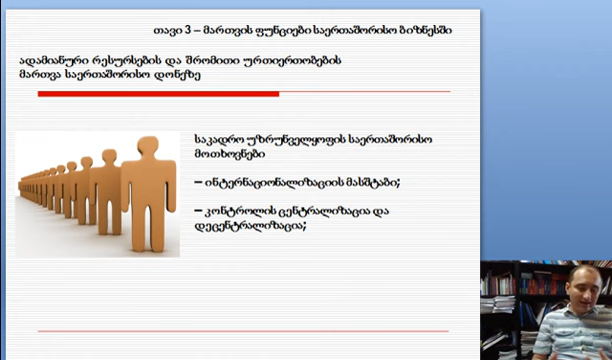 თავი 3 – მართვის ფუნციები საერთაშორისო ბიზნესში
ადამიანური რესურსების და შრომითი ურთიერთობების
მართვა საერთაშორისო დონეზე
საკადრო უზრუნველყოფის საერთაშორისო
მოთხოვნები
– ინტერნაციონალიზაციის მასშტაბი;
– კონტროლის ცენტრალიზაცია და
დეცენტრალიზაცია;